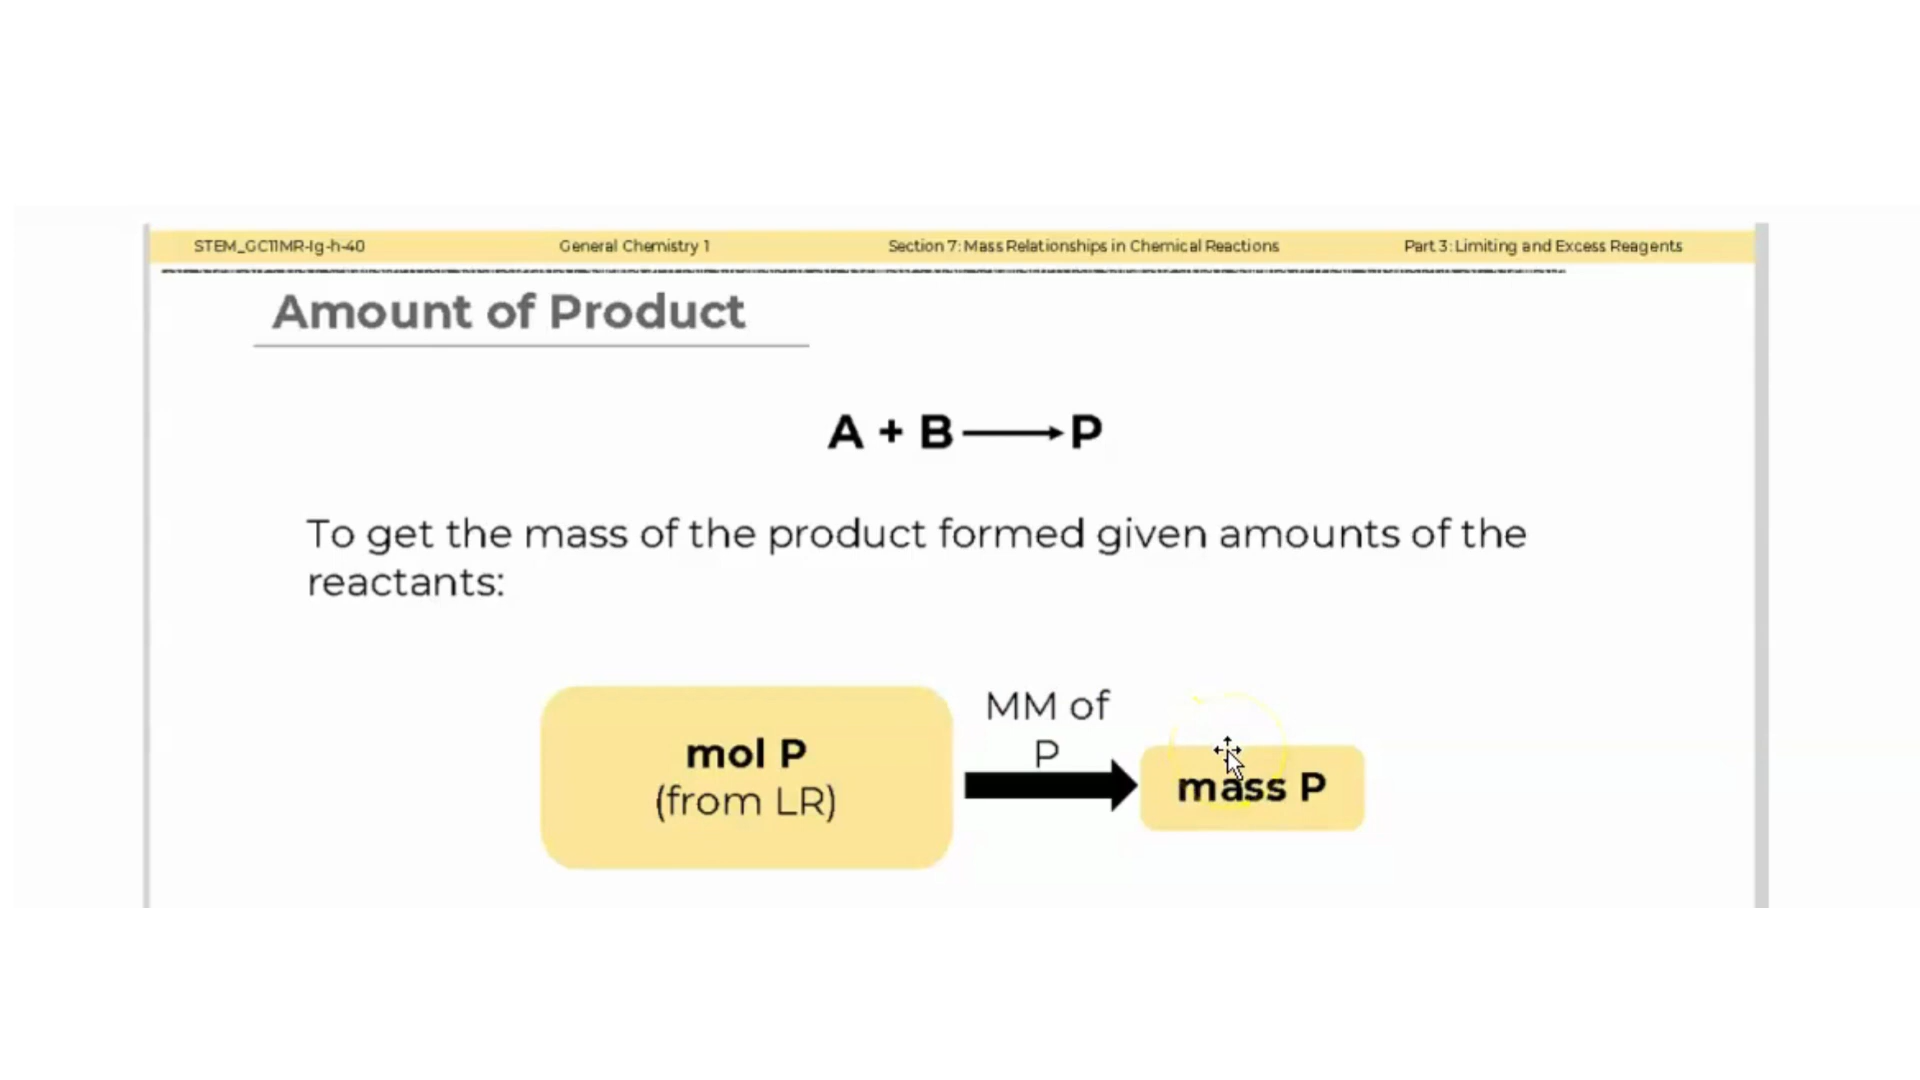 STEM_GC11MR-Ig-h-40 General Chemistry 1 Section 7: Mass Relationships in Chemical Reactions Part 3: Limiting and Excess Reagents
Amount of Product
A + B → P
To get the mass of the product formed given amounts of the
reactants:
mol P
(from LR)
MM of
P
mass P